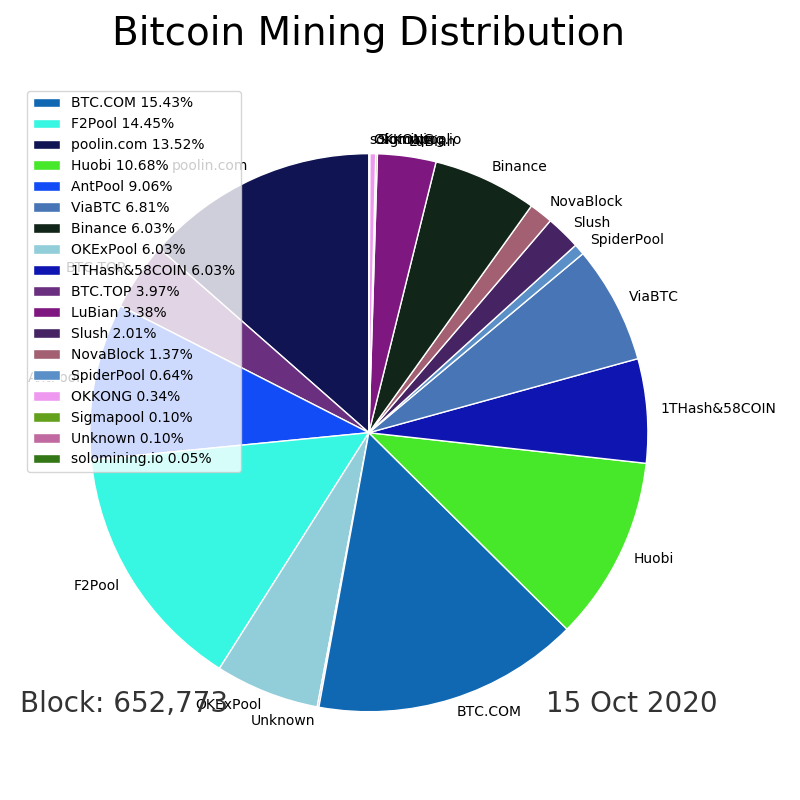 Bitcoin Mining Distribution
BTC.COM 15.43%
F2Pool 14.45%
poolin.com 13.52%
Huobi 10.68%
AntPool 9.06%
ViaBTC 6.81%
Binance 6.03%
OKExPool 6.03%
1THash&58COIN 6.03%
BTC.TOP 3.97%
LuBian 3.38%
Slush 2.01%
NovaBlock 1.37%
SpiderPool 0.64%
OKKONG 0.34%
Sigmapool 0.10%
Unknown 0.10%
solomining.io 0.05%
poolin.com
Binance
NovaBlock
Slush
SpiderPool
ViaBTC
1THash&58COIN
Huobi
BTC.COM
Unknown
OKExPool
F2Pool
Block: 652,773
15 Oct 2020